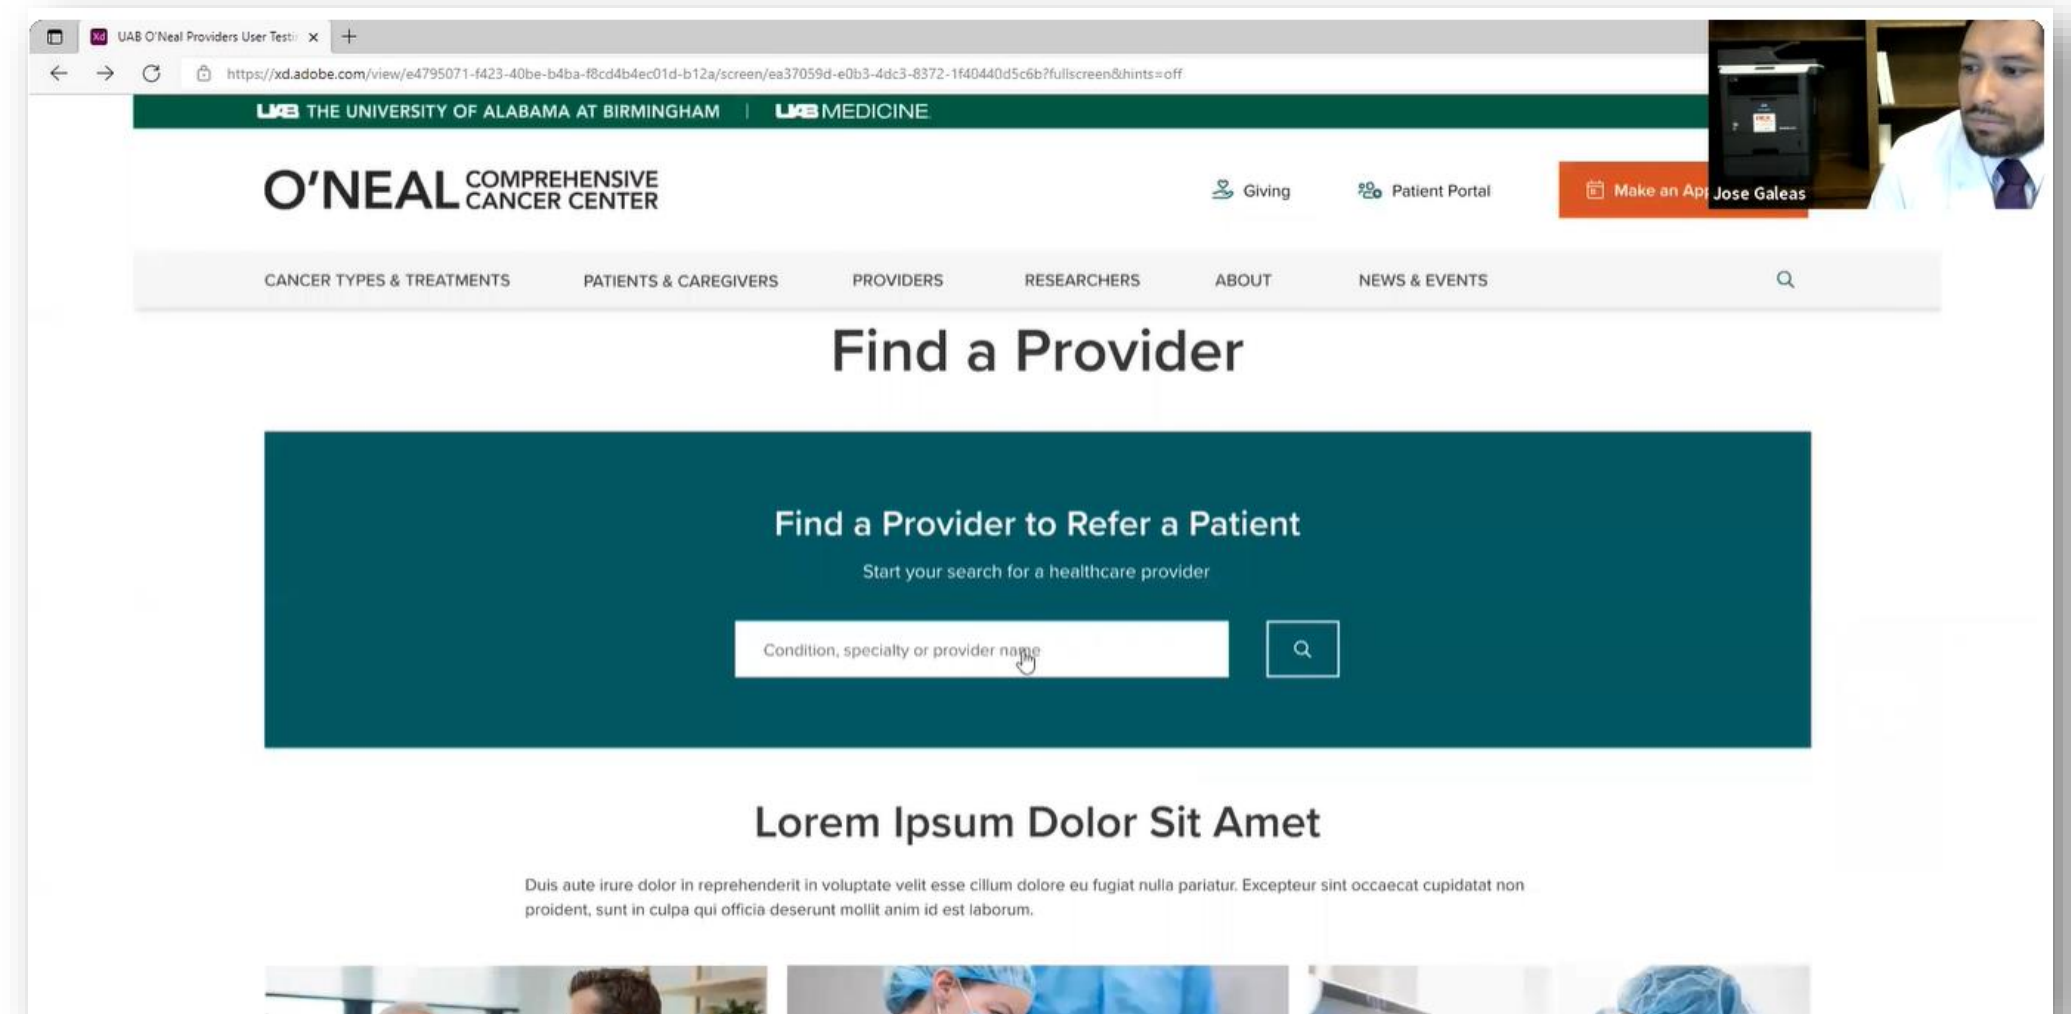 UAB O'Neal Providers User Testi
https://xd.adobe.com/view/e4795071-f423-40be-b4ba-f8cd4b4ec01d-b12a/screen/ea37059d-e0b3-4dc3-8372-1f40440d5c6b?fullscreen&hints=off
UAB THE UNIVERSITY OF ALABAMA AT BIRMINGHAM | UAB MEDICINE
O'NEAL COMPREHENSIVE CANCER CENTER
Giving
Patient Portal
Make an App
Jose Galeas
CANCER TYPES & TREATMENTS PATIENTS & CAREGIVERS PROVIDERS RESEARCHERS ABOUT NEWS & EVENTS
Find a Provider
Find a Provider to Refer a Patient
Start your search for a healthcare provider
Condition, specialty or provider name
Lorem Ipsum Dolor Sit Amet
Duis aute irure dolor in reprehenderit in voluptate velit esse cillum dolore eu fugiat nulla pariatur. Excepteur sint occaecat cupidatat non
proident, sunt in culpa qui officia deserunt mollit anim id est laborum.